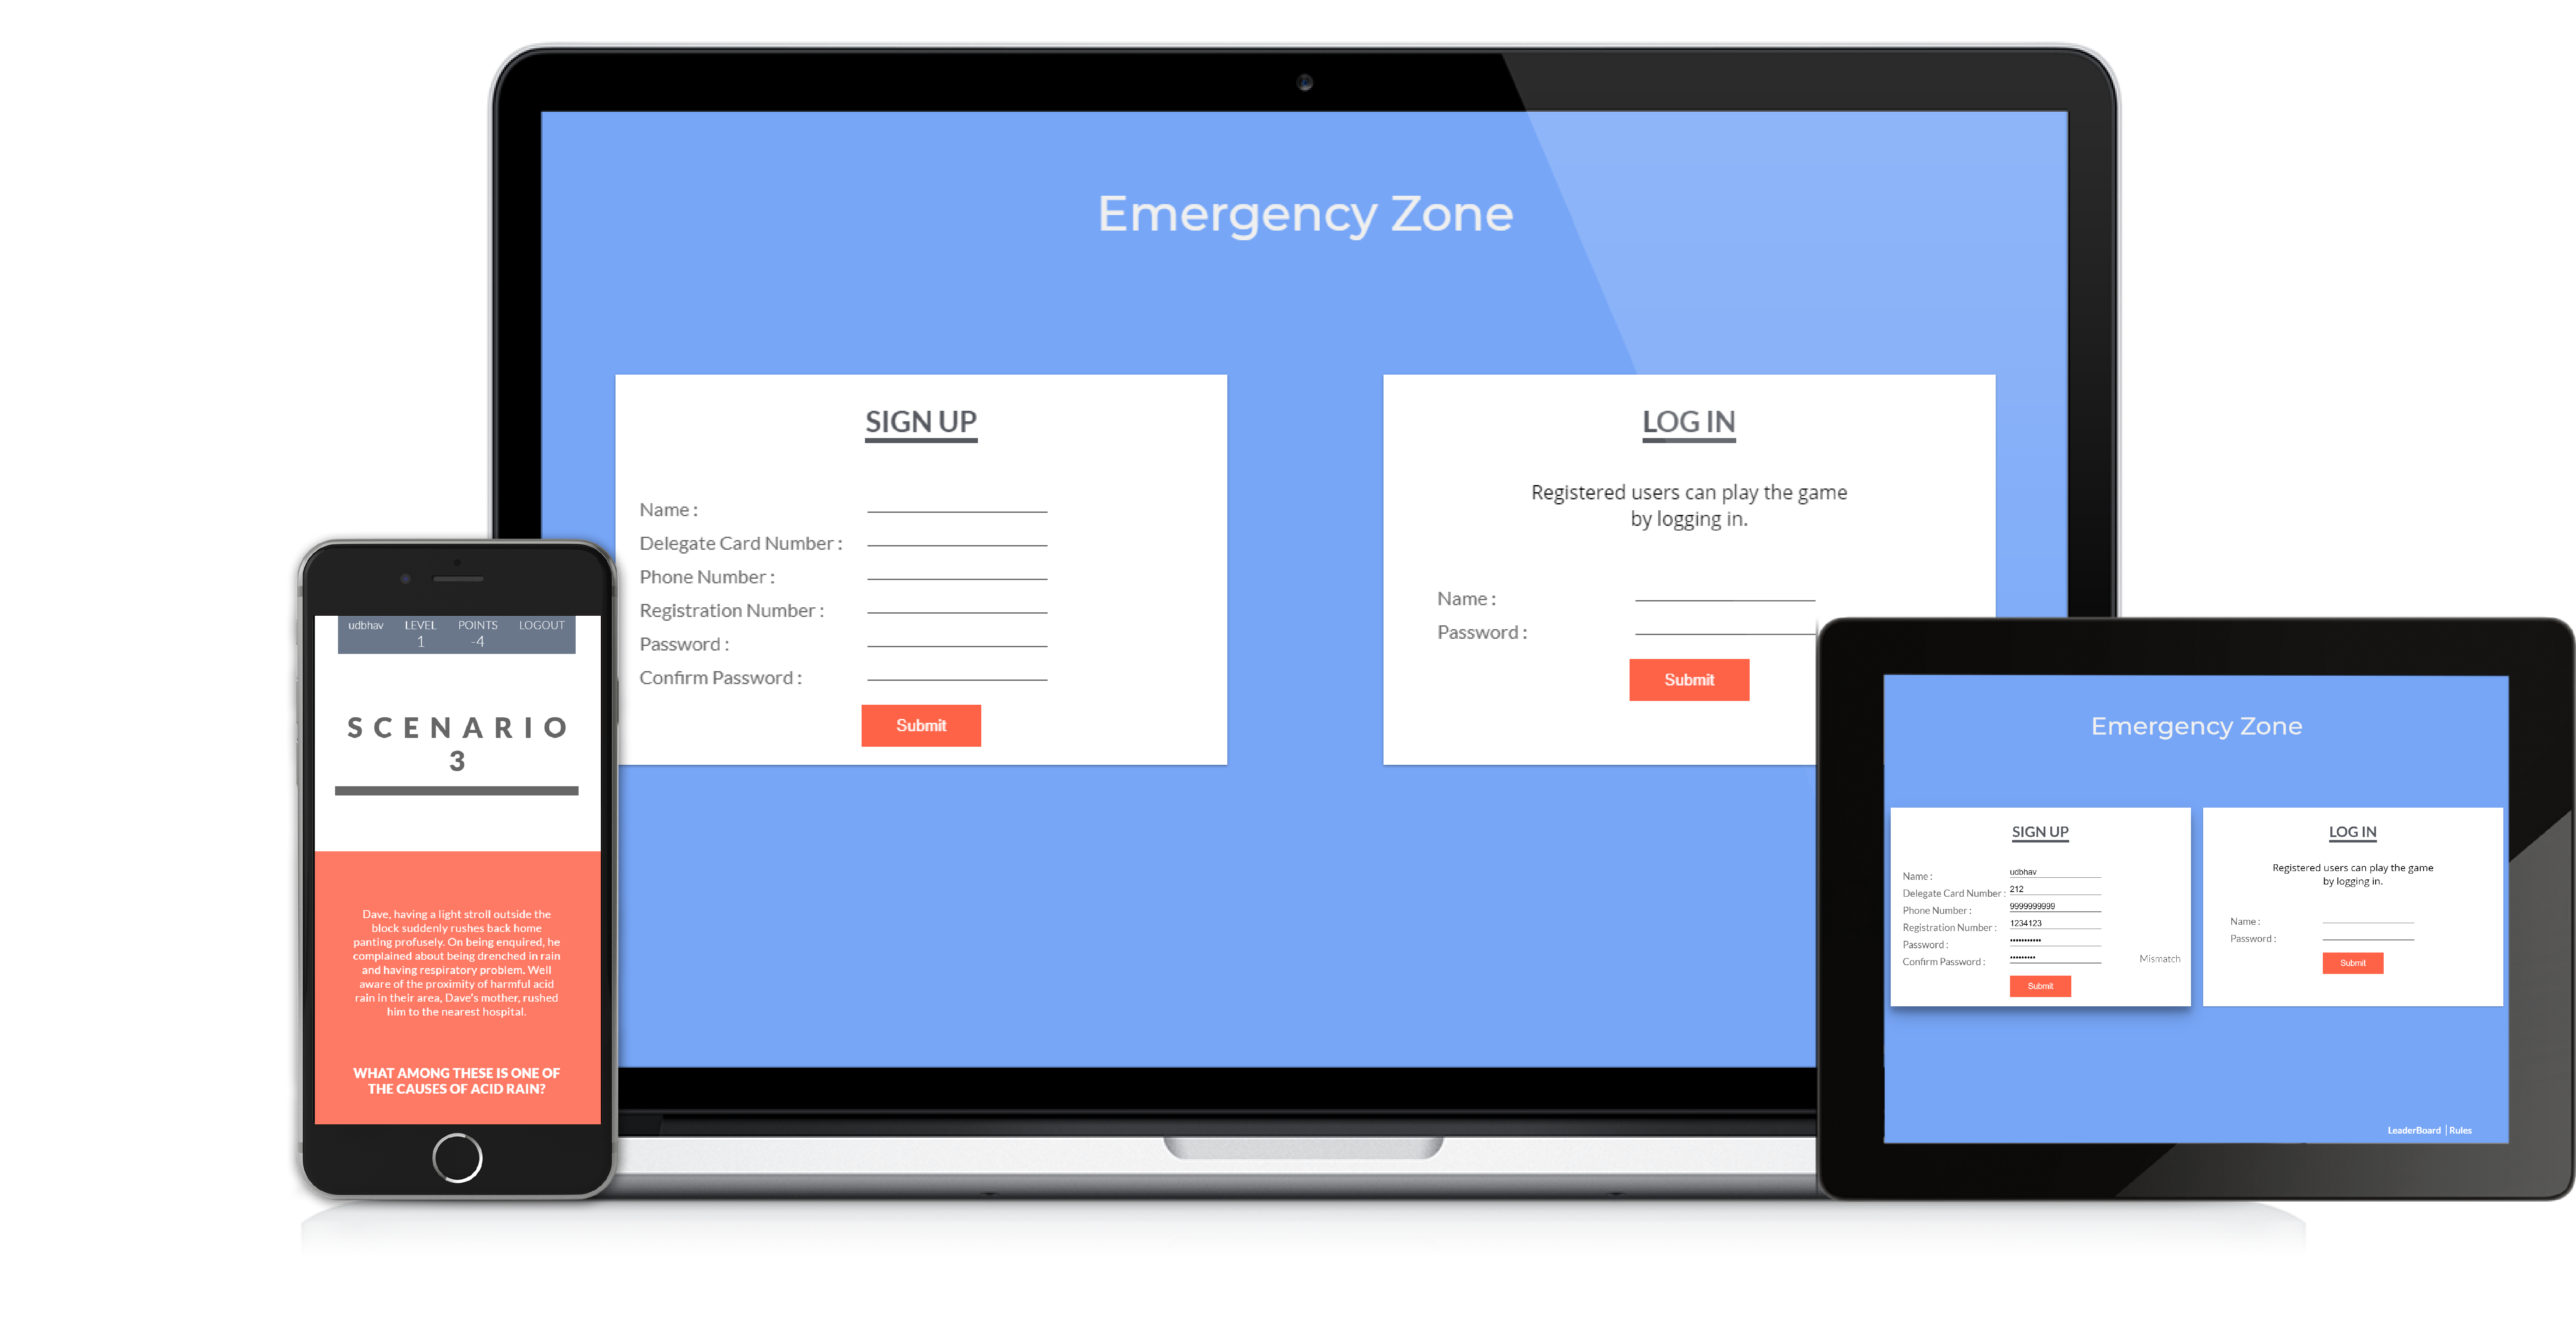 Emergency Zone
SIGN UP
Name :
Delegate Card Number :
Phone Number :
Registration Number :
Password :
Confirm Password :
Submit
LOG IN
Registered users can play the game
by logging in.
Name :
Password :
Submit
udbhav LEVEL POINTS LOGOUT
1 -4
SCENARIO
3
Dave, having a light stroll outside the
block suddenly rushes back home
panting profusely. On being enquired, he
complained about being drenched in rain
and having respiratory problem. Well
aware of the proximity of harmful acid
rain in their area, Dave's mother, rushed
him to the nearest hospital.
WHAT AMONG THESE IS ONE OF
THE CAUSES OF ACID RAIN?
Emergency Zone
SIGN UP
Name : udbhav
Delegate Card Number : 212
Phone Number : 9999999999
Registration Number : 1234123
Password : •••••••••••
Confirm Password : ••••••••• Mismatch
Submit
LOG IN
Registered users can play the game
by logging in.
Name :
Password :
Submit
LeaderBoard | Rules